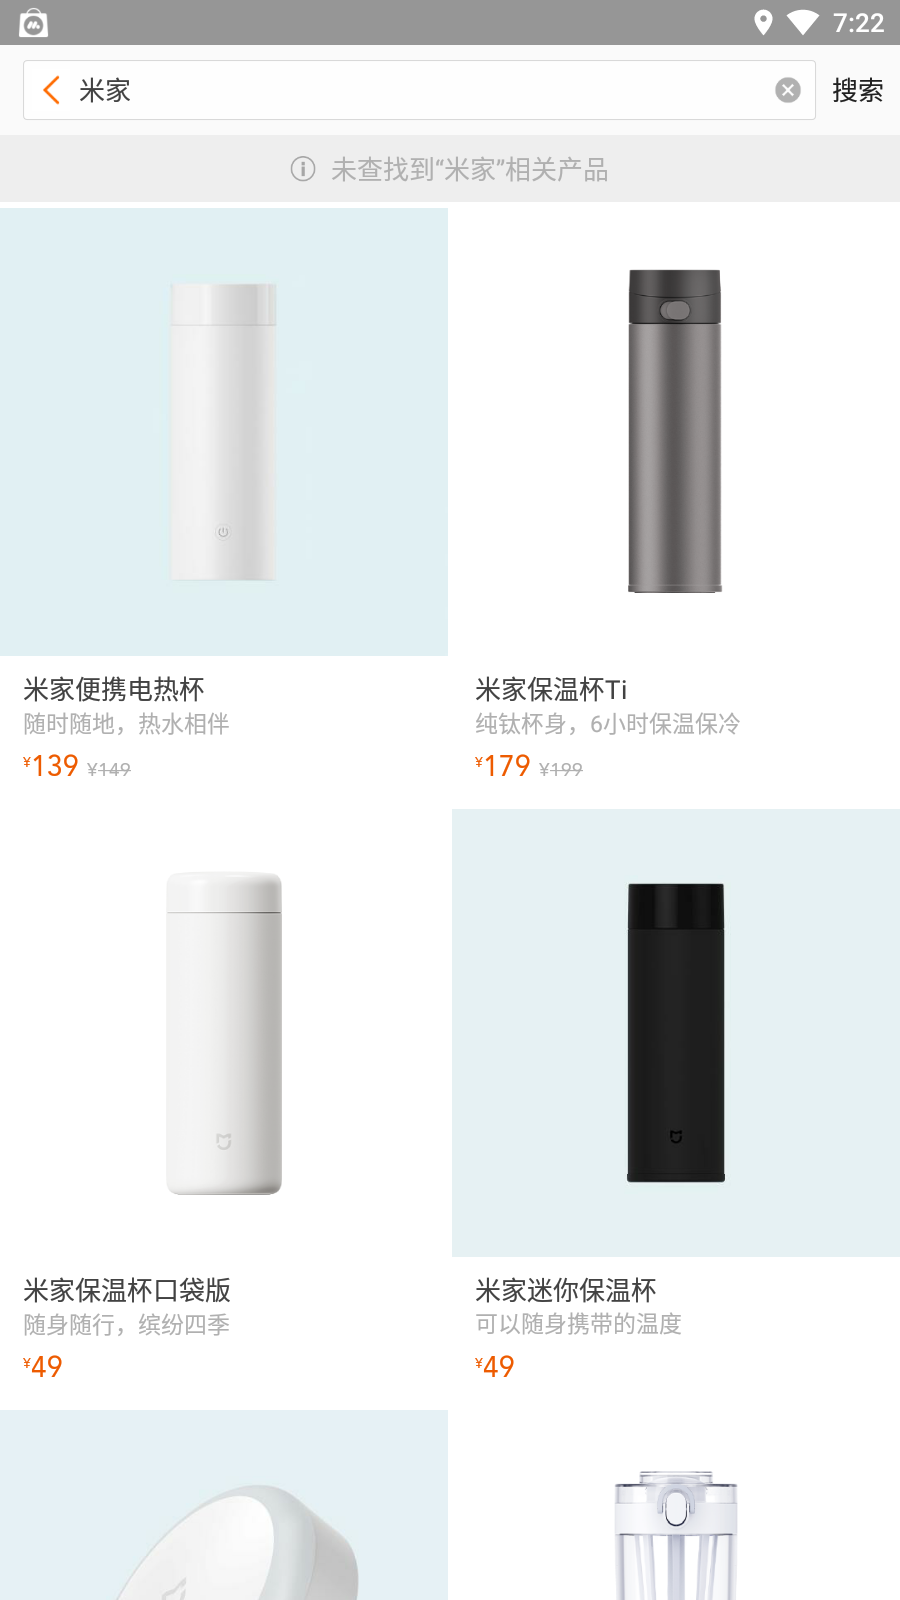 7:22
米家
搜索
未查找到“米家”相关产品
米家便携电热杯
随时随地，热水相伴
¥139 ¥149
米家保温杯Ti
纯钛杯身，6小时保温保冷
¥179 ¥199
米家保温杯口袋版
随身随行，缤纷四季
¥49
米家迷你保温杯
可以随身携带的温度
¥49